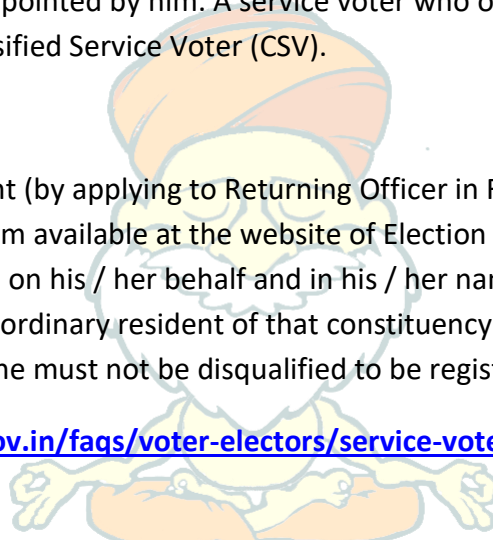 pointed by him. A service voter who o
sified Service Voter (CSV).
nt (by applying to Returning Officer in F
m available at the website of Election
on his / her behalf and in his / her nam
ordinary resident of that constituency
he must not be disqualified to be regist
ov.in/faqs/voter-electors/service-vote